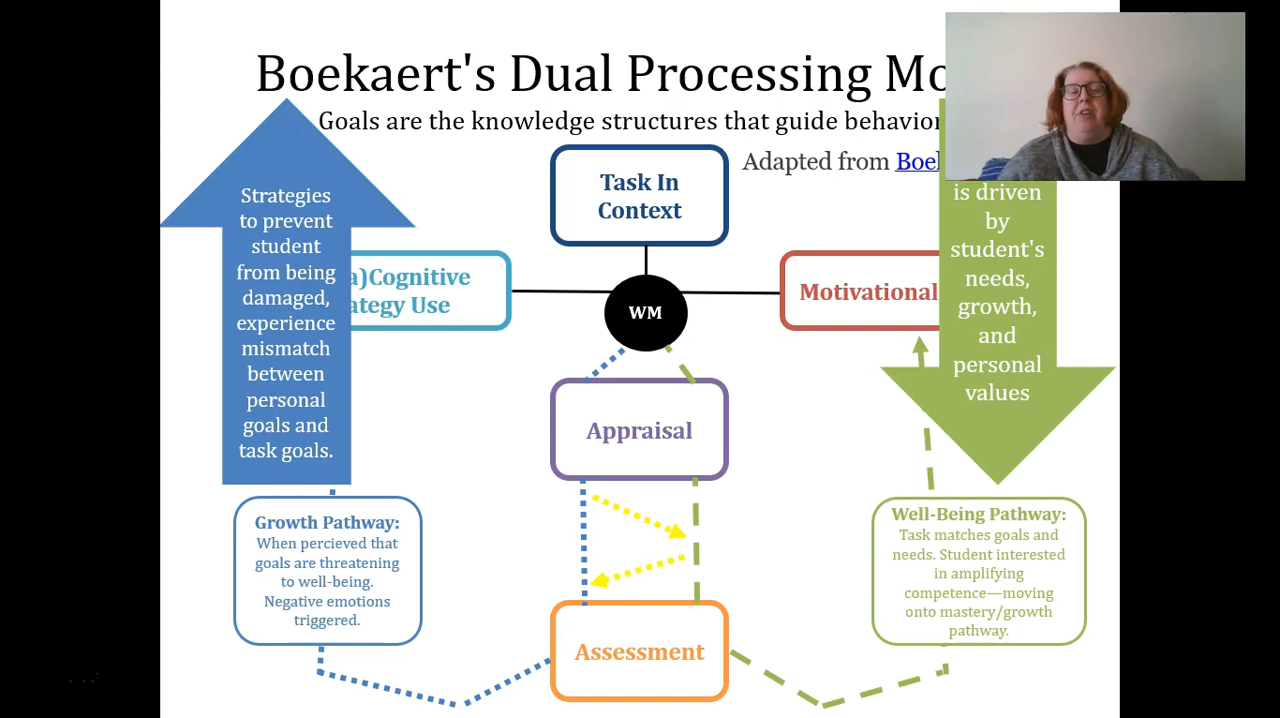 Boekaert's Dual Processing Mo
Goals are the knowledge structures that guide behavior
Adapted from Boek
Task In
Context
Strategies
to prevent
student
from being
damaged,
experience
mismatch
between
personal
goals and
task goals.
a)Cognitive
ategy Use
WM
Motivational
is driven
by
student's
needs,
growth,
and
personal
values
Appraisal
Growth Pathway:
When percieved that
goals are threatening
to well-being.
Negative emotions
triggered.
Well-Being Pathway:
Task matches goals and
needs. Student interested
in amplifying
competence—moving
onto mastery/growth
pathway.
Assessment